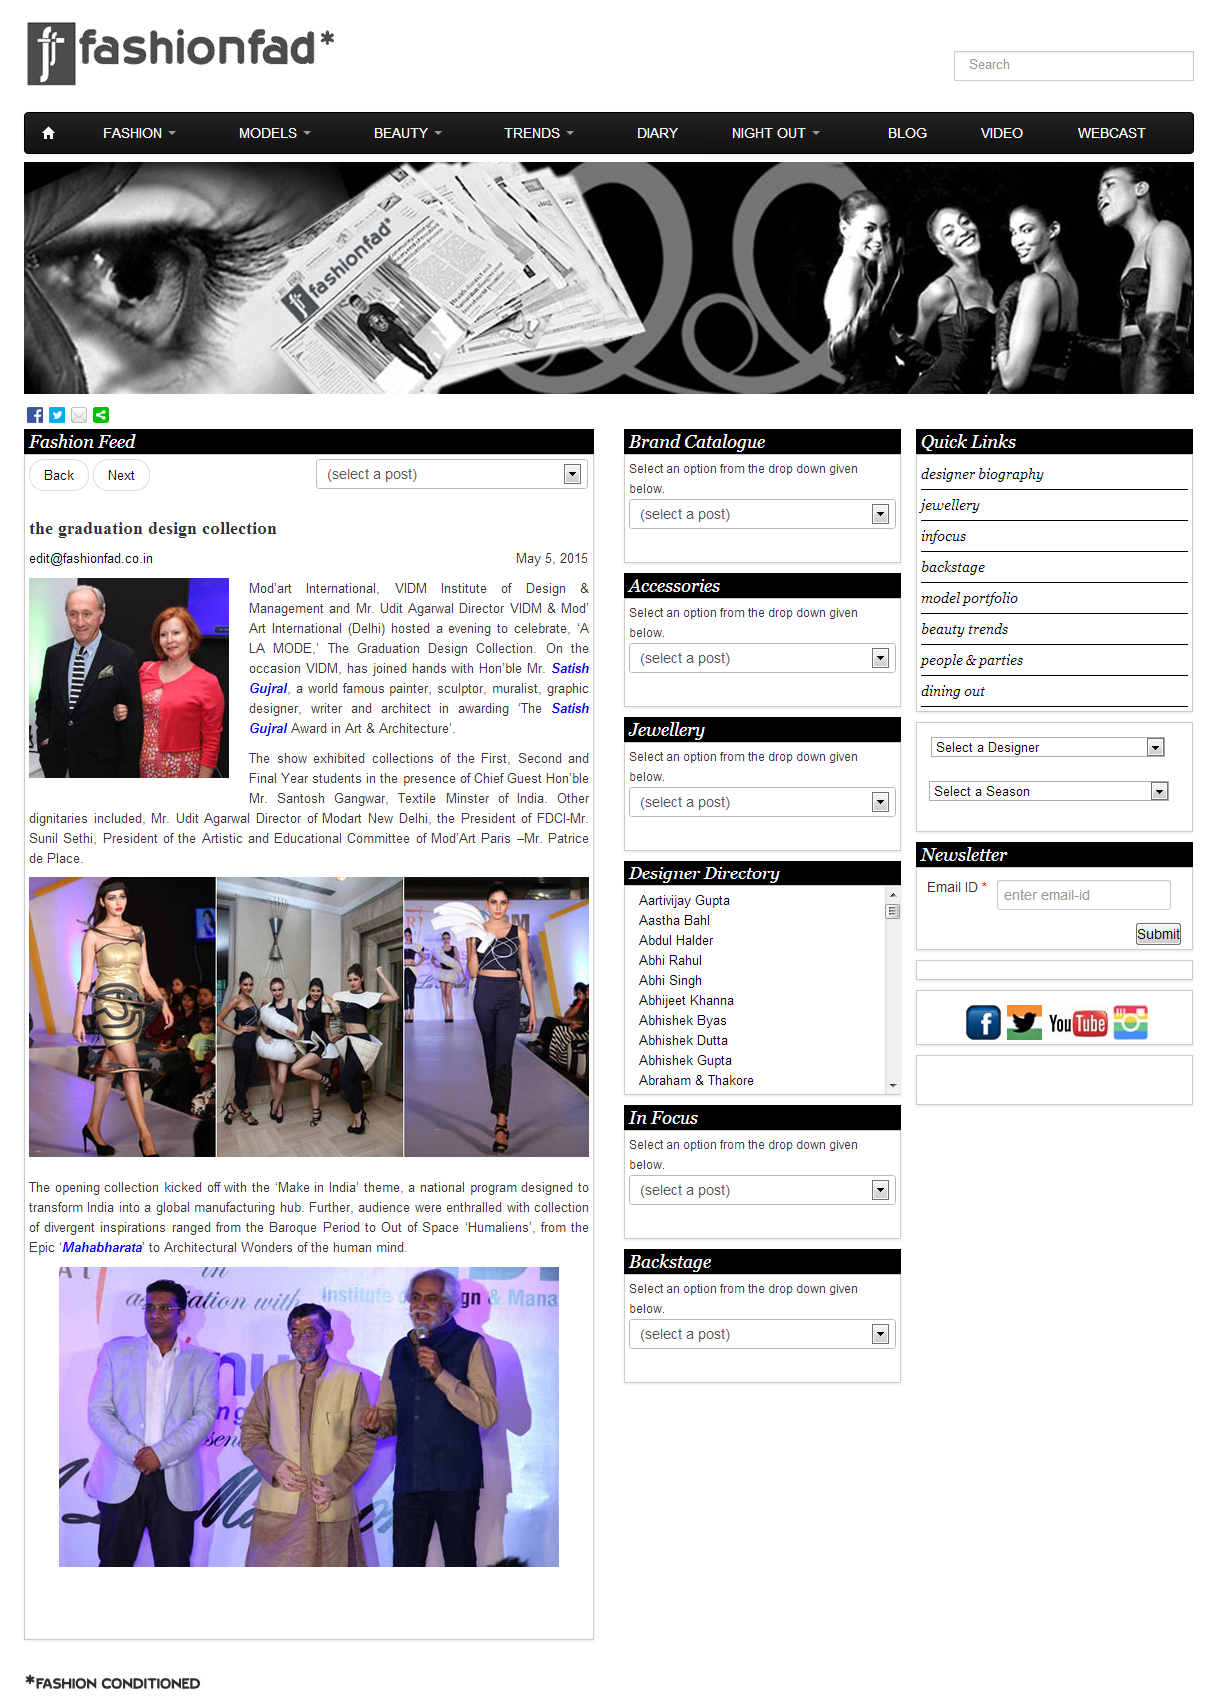 fashionfad*
Search
FASHION
MODELS
BEAUTY
TRENDS
DIARY
NIGHT OUT
BLOG
VIDEO
WEBCAST
fashionfad*
Fashion Feed
Back
Next
(select a post)
the graduation design collection
edit@fashionfad.co.in
May 5, 2015
Mod’art International, VIDM Institute of Design &
Management and Mr. Udit Agarwal Director VIDM & Mod’
Art International (Delhi) hosted a evening to celebrate, ‘A
LA MODE,’ The Graduation Design Collection. On the
occasion VIDM, has joined hands with Hon’ble Mr. Satish
Gujral, a world famous painter, sculptor, muralist, graphic
designer, writer and architect in awarding ‘The Satish
Gujral Award in Art & Architecture’.
The show exhibited collections of the First, Second and
Final Year students in the presence of Chief Guest Hon’ble
Mr. Santosh Gangwar, Textile Minster of India. Other
dignitaries included, Mr. Udit Agarwal Director of Modart New Delhi, the President of FDCI-Mr.
Sunil Sethi, President of the Artistic and Educational Committee of Mod’Art Paris –Mr. Patrice
de Place.
The opening collection kicked off with the ‘Make in India’ theme, a national program designed to
transform India into a global manufacturing hub. Further, audience were enthralled with collection
of divergent inspirations ranged from the Baroque Period to Out of Space ‘Humaliens’, from the
Epic ‘Mahabharata’ to Architectural Wonders of the human mind.
in
association with
Institute of
gn & Mana
*FASHION CONDITIONED
Brand Catalogue
Select an option from the drop down given
below.
(select a post)
Accessories
Select an option from the drop down given
below.
(select a post)
Jewellery
Select an option from the drop down given
below.
(select a post)
Designer Directory
Aartivijay Gupta
Aastha Bahl
Abdul Halder
Abhi Rahul
Abhi Singh
Abhijeet Khanna
Abhishek Byas
Abhishek Dutta
Abhishek Gupta
Abraham & Thakore
In Focus
Select an option from the drop down given
below.
(select a post)
Backstage
Select an option from the drop down given
below.
(select a post)
Quick Links
designer biography
jewellery
infocus
backstage
model portfolio
beauty trends
people & parties
dining out
Select a Designer
Select a Season
Newsletter
Email ID *
enter email-id
Submit
YouTube